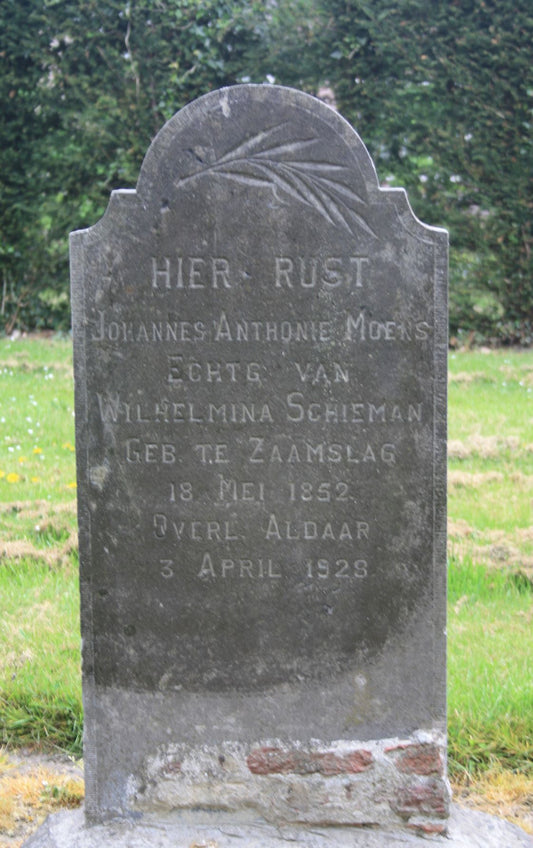 HIER RUST
JOHANNES ANTHONIE MOENS
ECHTG VAN
WILHELMINA SCHIEMAN
GEB. TE ZAAMSLAG
18 MEI 1852
OVERL. ALDAAR
3 APRIL 1928